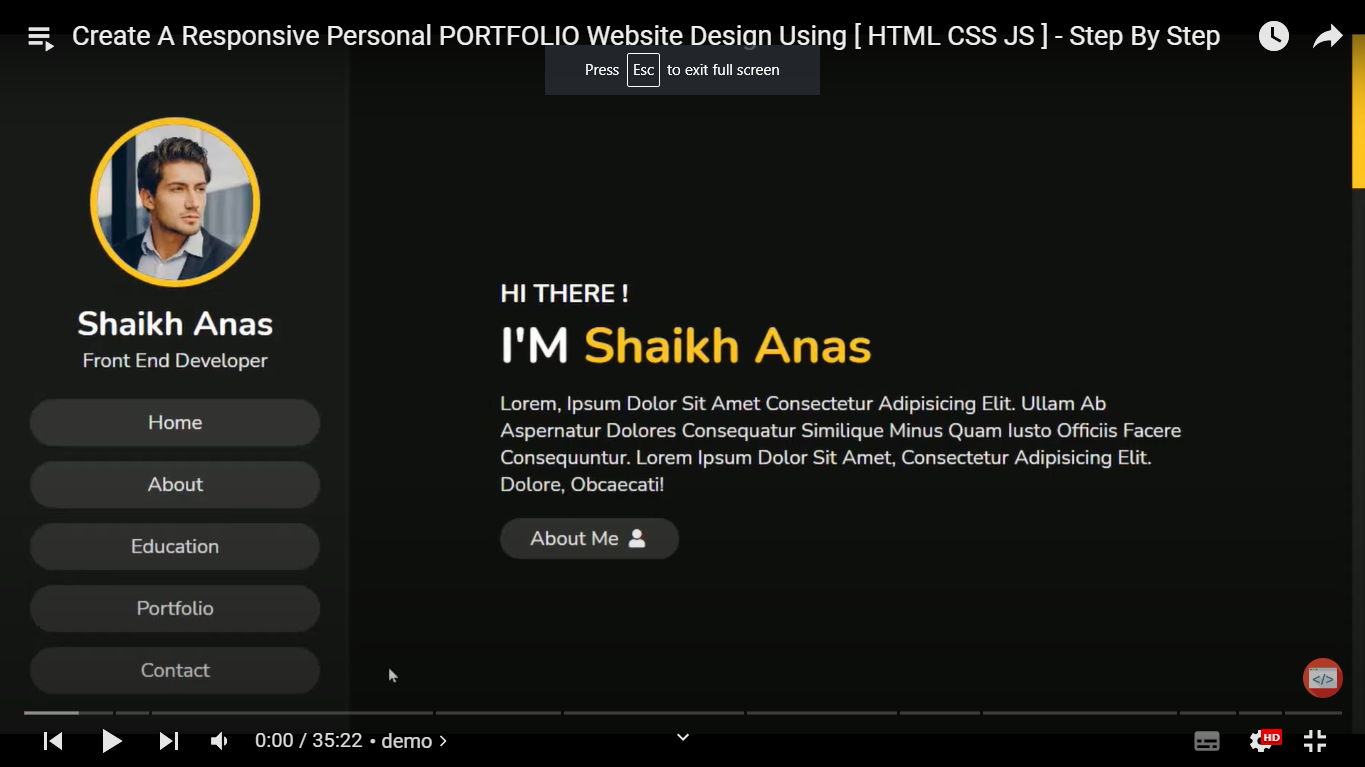 Create A Responsive Personal PORTFOLIO Website Design Using [ HTML CSS JS ] - Step By Step
Press Esc to exit full screen
Shaikh Anas
Front End Developer
Home
About
Education
Portfolio
Contact
HI THERE !
I'M Shaikh Anas
Lorem, Ipsum Dolor Sit Amet Consectetur Adipisicing Elit. Ullam Ab
Aspernatur Dolores Consequatur Similique Minus Quam Iusto Officiis Facere
Consequuntur. Lorem Ipsum Dolor Sit Amet, Consectetur Adipisicing Elit.
Dolore, Obcaecati!
About Me
</>
0:00 / 35:22 • demo >
HD